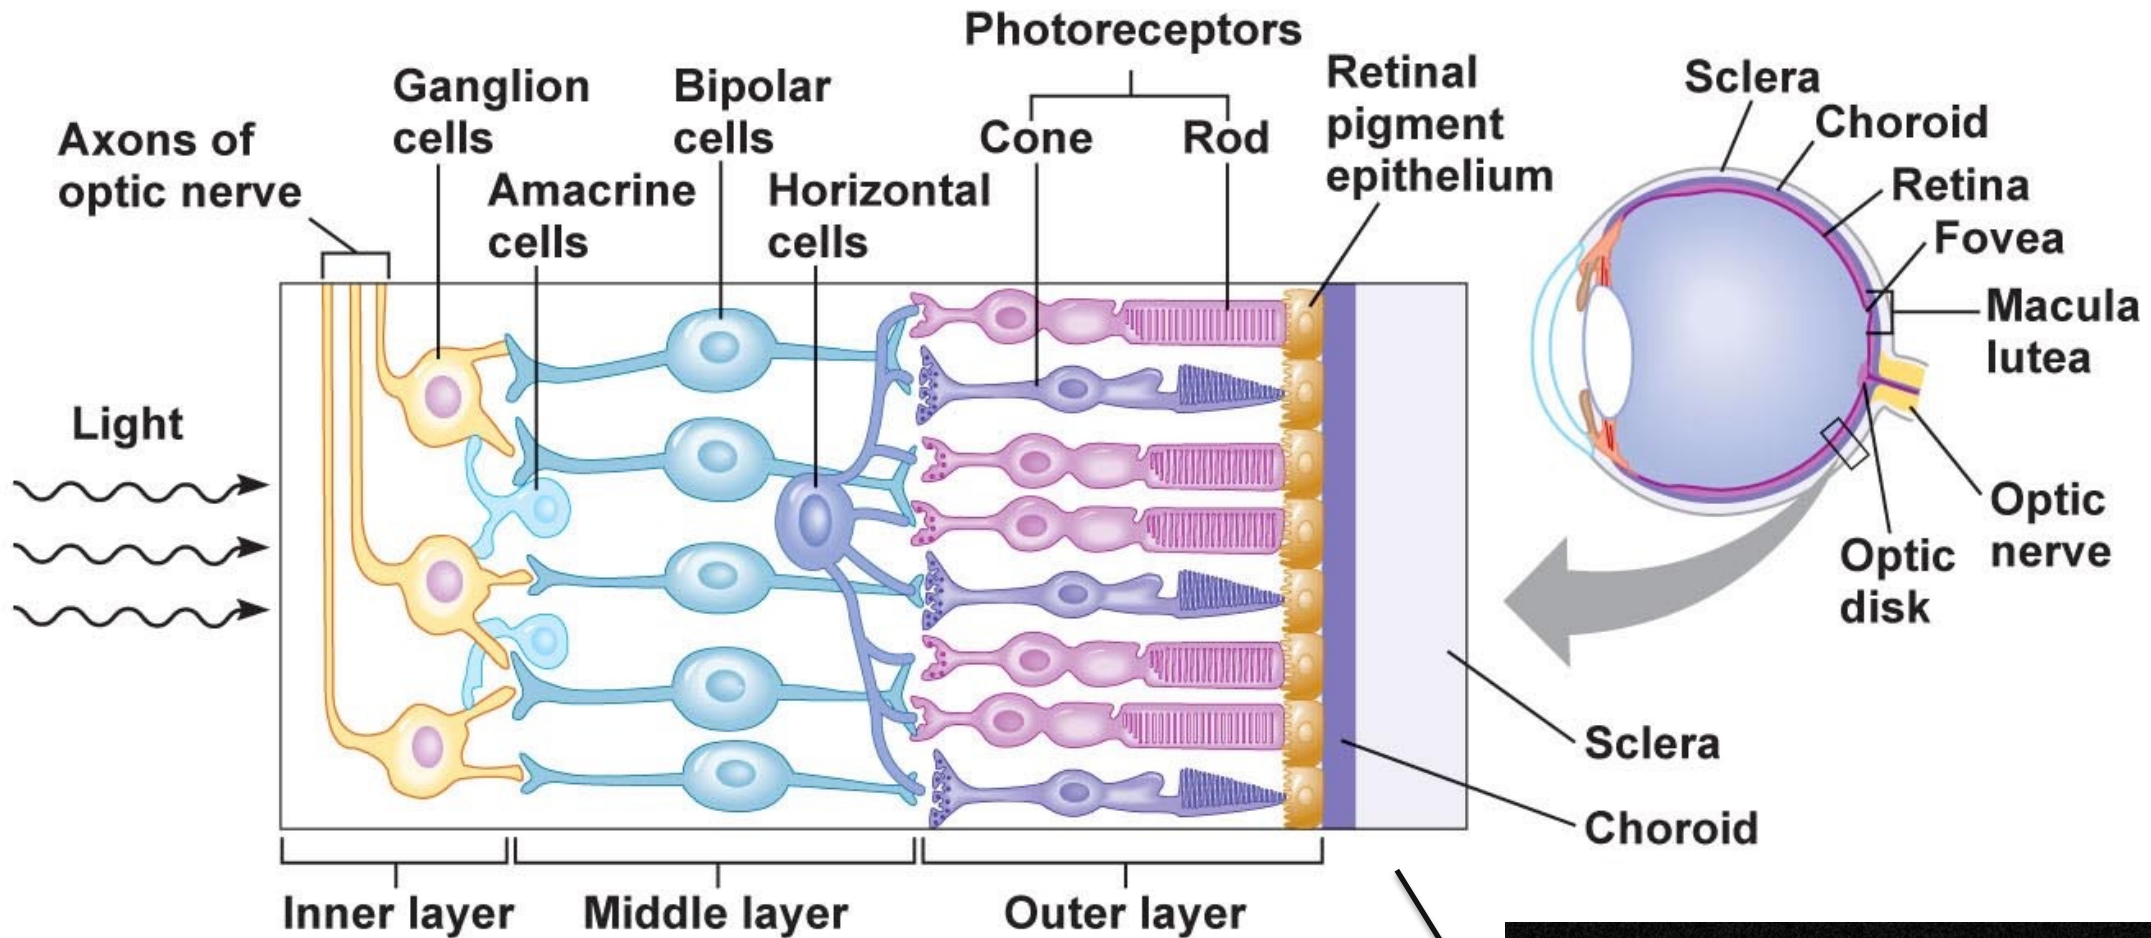 Photoreceptors
Ganglion
cells
Bipolar
cells
Cone
Rod
Retinal
pigment
epithelium
Axons of
optic nerve
Amacrine
cells
Horizontal
cells
Light
Inner layer
Middle layer
Outer layer
Sclera
Choroid
Retina
Fovea
Macula
lutea
Optic
nerve
Optic
disk
Sclera
Choroid